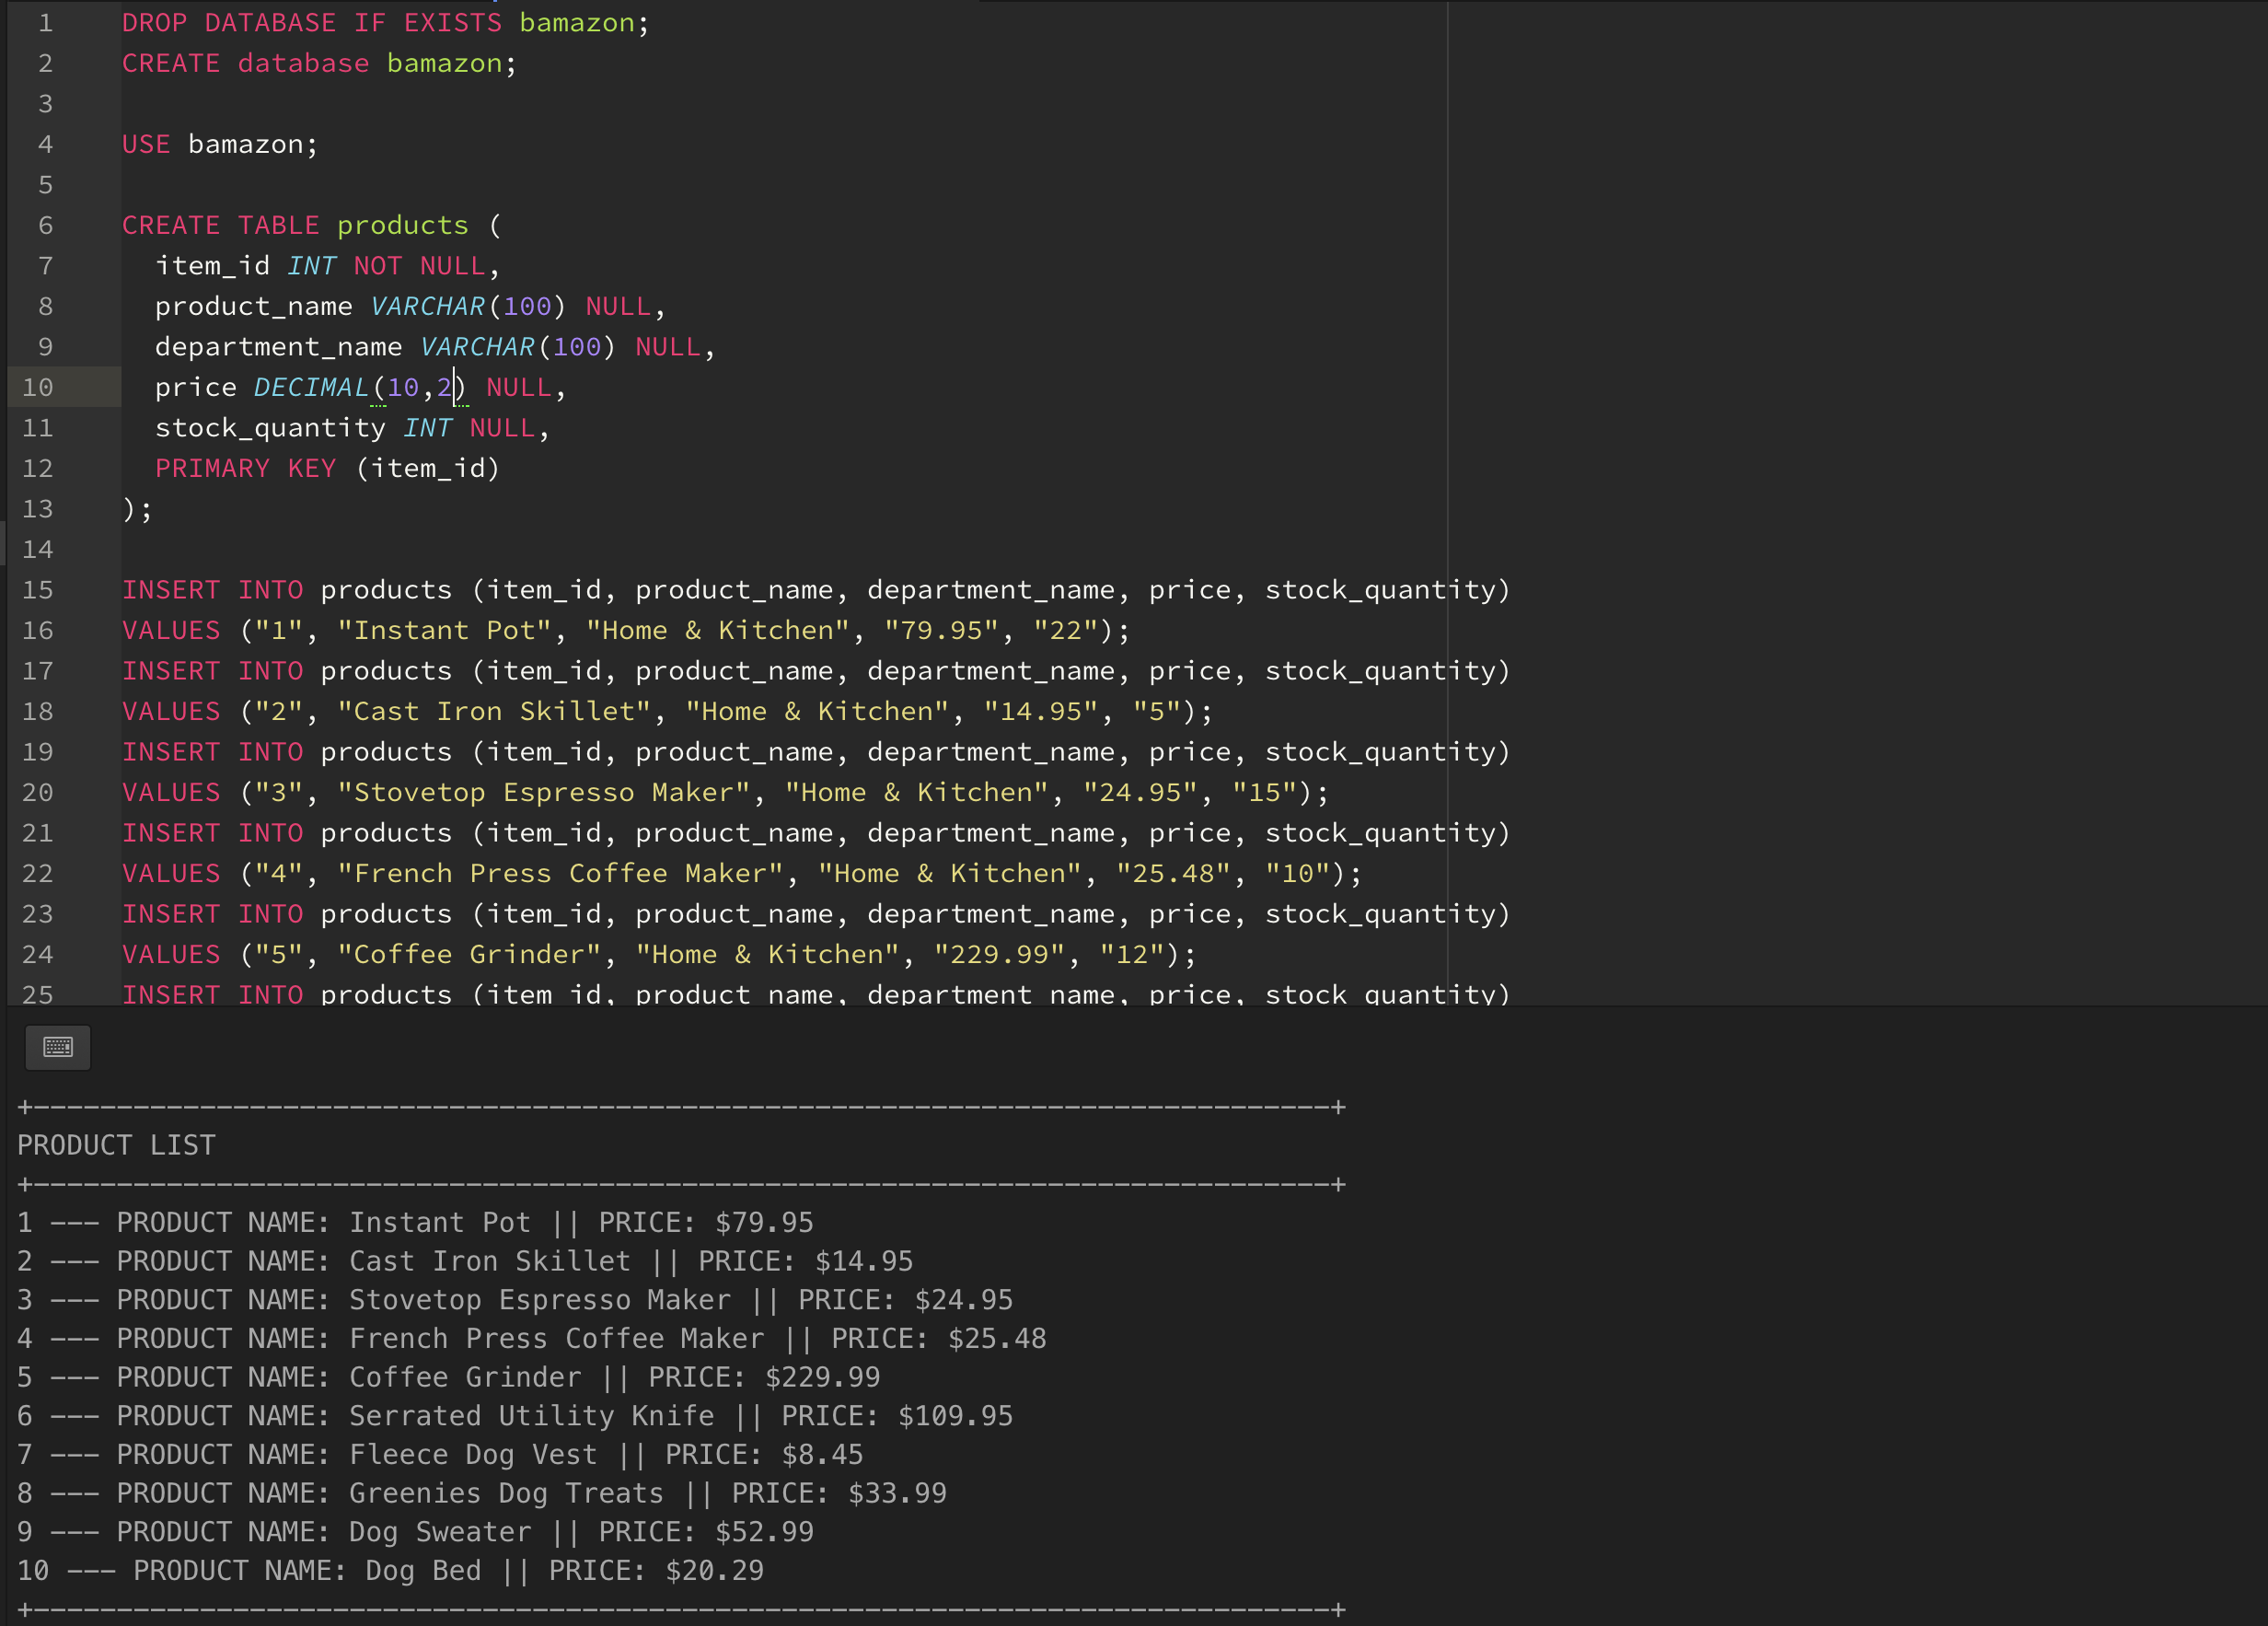 1 DROP DATABASE IF EXISTS bamazon;
2 CREATE database bamazon;
3
4 USE bamazon;
5
6 CREATE TABLE products (
7   item_id INT NOT NULL,
8   product_name VARCHAR(100) NULL,
9   department_name VARCHAR(100) NULL,
10   price DECIMAL(10,2) NULL,
11   stock_quantity INT NULL,
12   PRIMARY KEY (item_id)
13 );
14
15 INSERT INTO products (item_id, product_name, department_name, price, stock_quantity)
16 VALUES ("1", "Instant Pot", "Home & Kitchen", "79.95", "22");
17 INSERT INTO products (item_id, product_name, department_name, price, stock_quantity)
18 VALUES ("2", "Cast Iron Skillet", "Home & Kitchen", "14.95", "5");
19 INSERT INTO products (item_id, product_name, department_name, price, stock_quantity)
20 VALUES ("3", "Stovetop Espresso Maker", "Home & Kitchen", "24.95", "15");
21 INSERT INTO products (item_id, product_name, department_name, price, stock_quantity)
22 VALUES ("4", "French Press Coffee Maker", "Home & Kitchen", "25.48", "10");
23 INSERT INTO products (item_id, product_name, department_name, price, stock_quantity)
24 VALUES ("5", "Coffee Grinder", "Home & Kitchen", "229.99", "12");
25 INSERT INTO products (item_id, product_name, department_name, price, stock_quantity)
+------------------------------------------------------------------------------+
PRODUCT LIST
+------------------------------------------------------------------------------+
1 --- PRODUCT NAME: Instant Pot || PRICE: $79.95
2 --- PRODUCT NAME: Cast Iron Skillet || PRICE: $14.95
3 --- PRODUCT NAME: Stovetop Espresso Maker || PRICE: $24.95
4 --- PRODUCT NAME: French Press Coffee Maker || PRICE: $25.48
5 --- PRODUCT NAME: Coffee Grinder || PRICE: $229.99
6 --- PRODUCT NAME: Serrated Utility Knife || PRICE: $109.95
7 --- PRODUCT NAME: Fleece Dog Vest || PRICE: $8.45
8 --- PRODUCT NAME: Greenies Dog Treats || PRICE: $33.99
9 --- PRODUCT NAME: Dog Sweater || PRICE: $52.99
10 --- PRODUCT NAME: Dog Bed || PRICE: $20.29
+------------------------------------------------------------------------------+